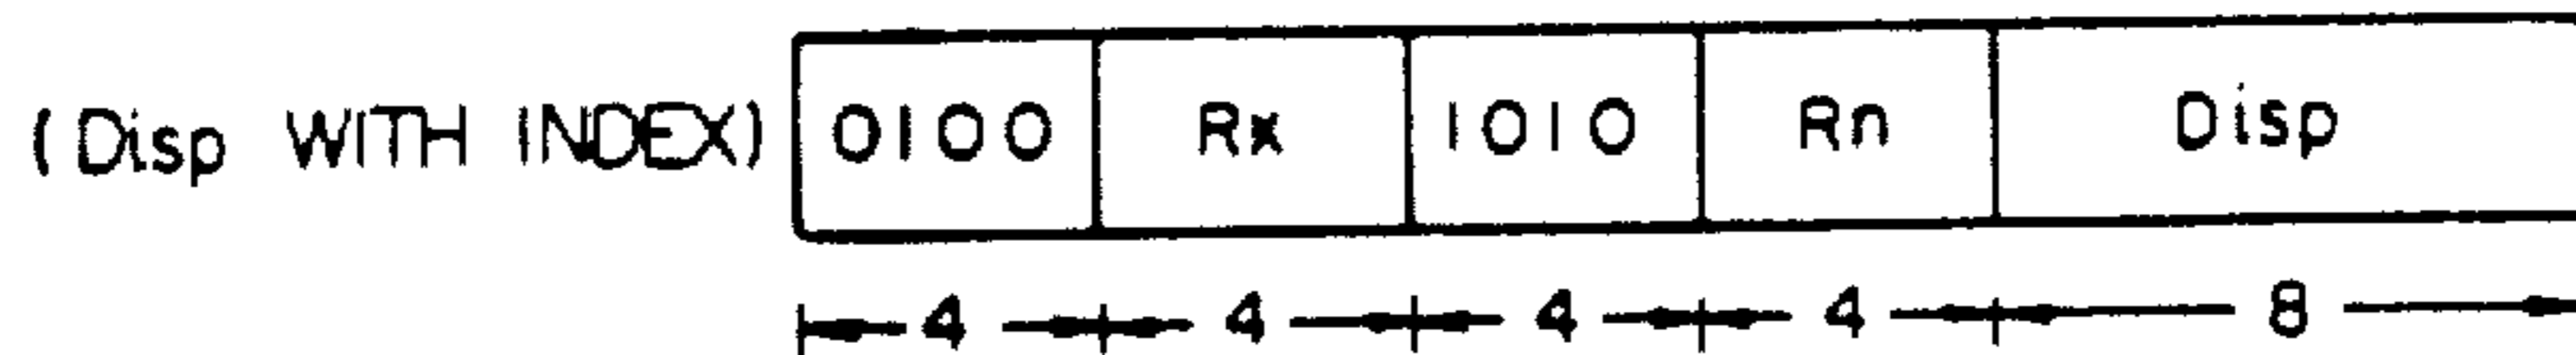 (Disp WITH INDEX) 0100 Rx 1010 Rn Disp
4 4 4 4 8